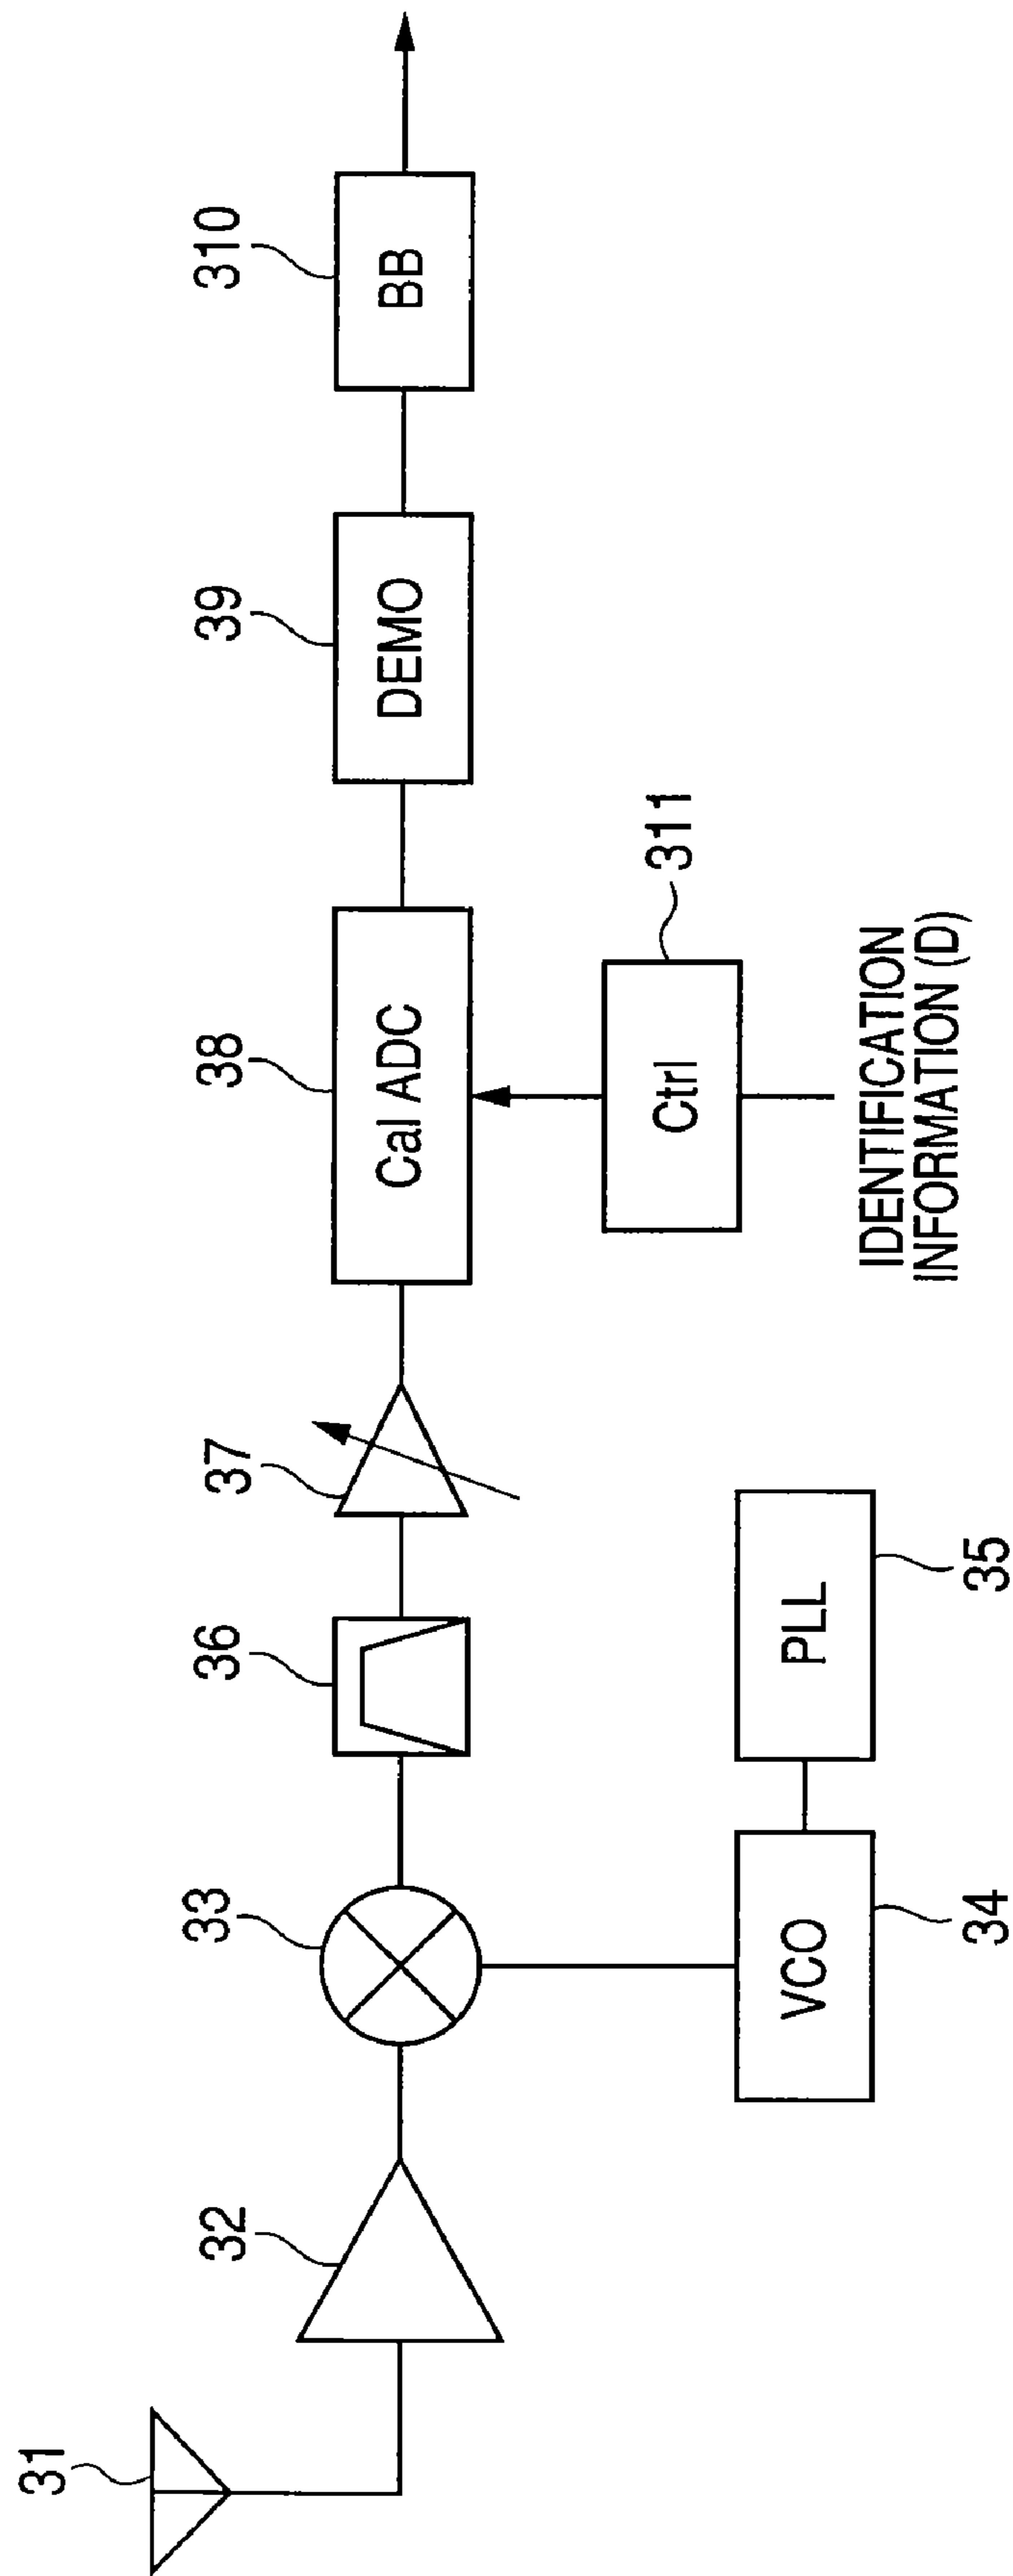 31
32
33
36
37
38
Cal ADC
39
DEMO
310
BB
VCO
34
PLL
35
Ctrl
311
IDENTIFICATION
INFORMATION (D)